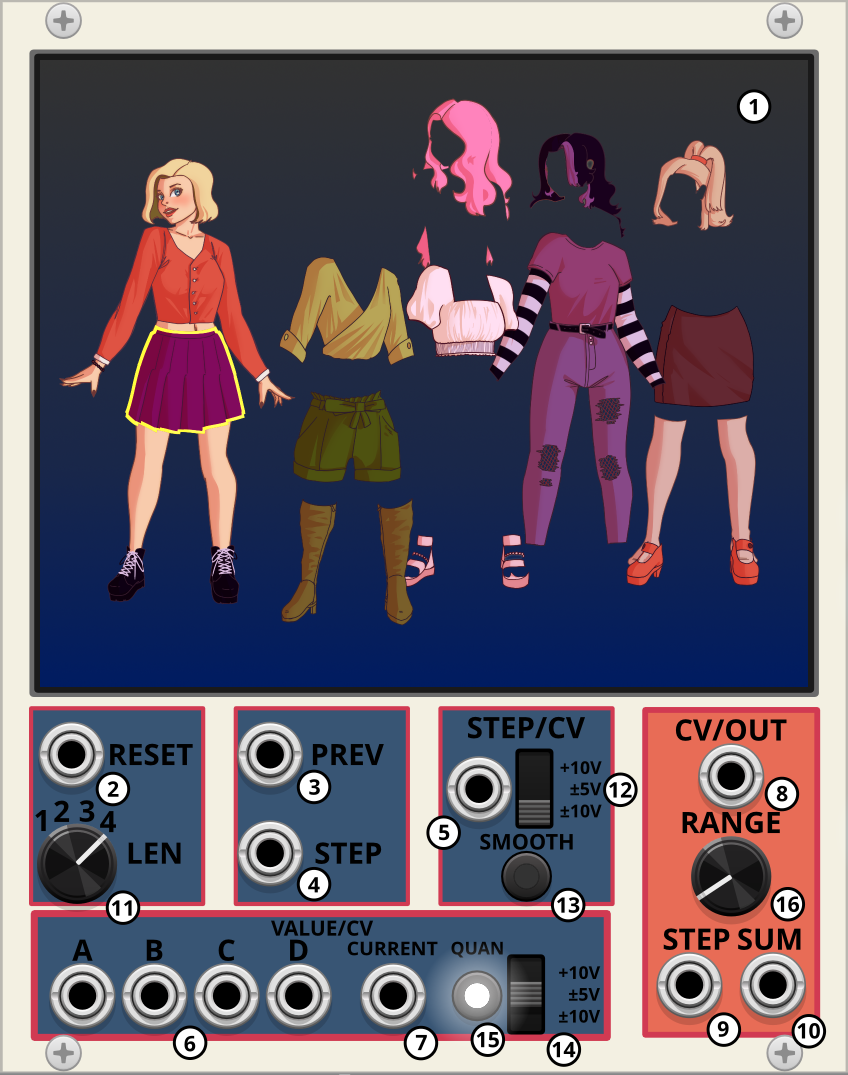 1
RESET
2
1 2 3 4
LEN
11
PREV
3
STEP
4
STEP/CV
+10V
±5V
±10V
12
5
SMOOTH
13
CV/OUT
8
RANGE
16
STEP SUM
9
10
VALUE/CV
A B C D CURRENT QUAN
+10V
±5V
±10V
6
7
15
14